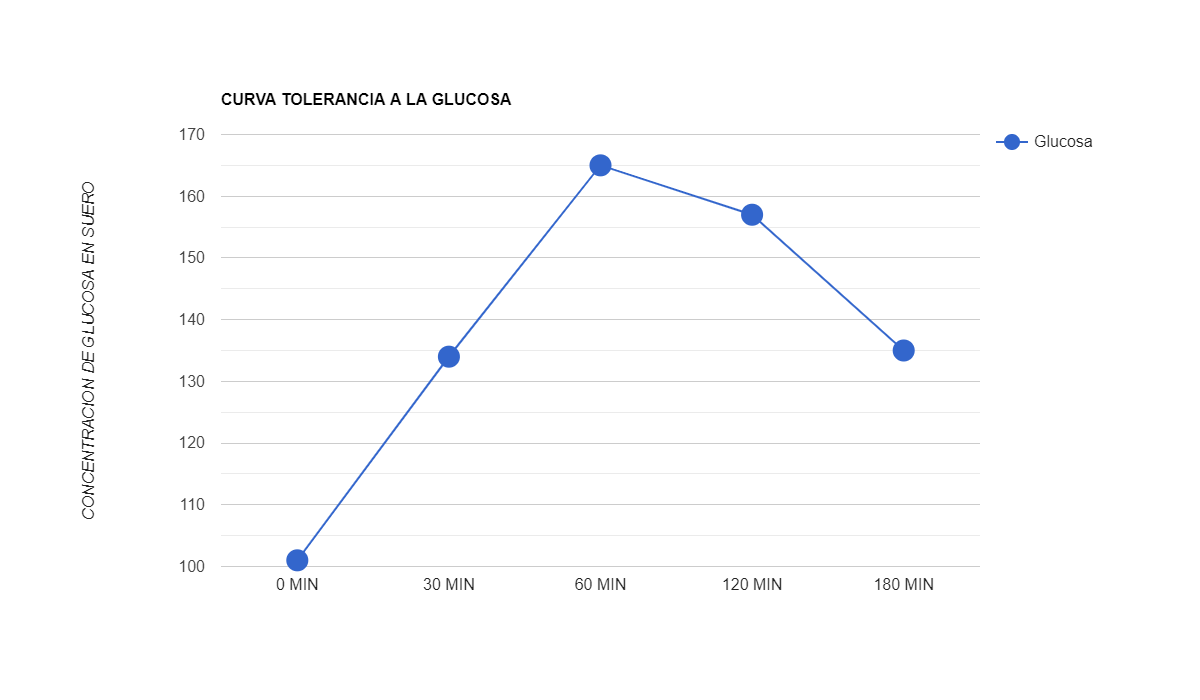 CURVA TOLERANCIA A LA GLUCOSA
Glucosa
CONCENTRACION DE GLUCOSA EN SUERO
170
160
150
140
130
120
110
100
0 MIN
30 MIN
60 MIN
120 MIN
180 MIN